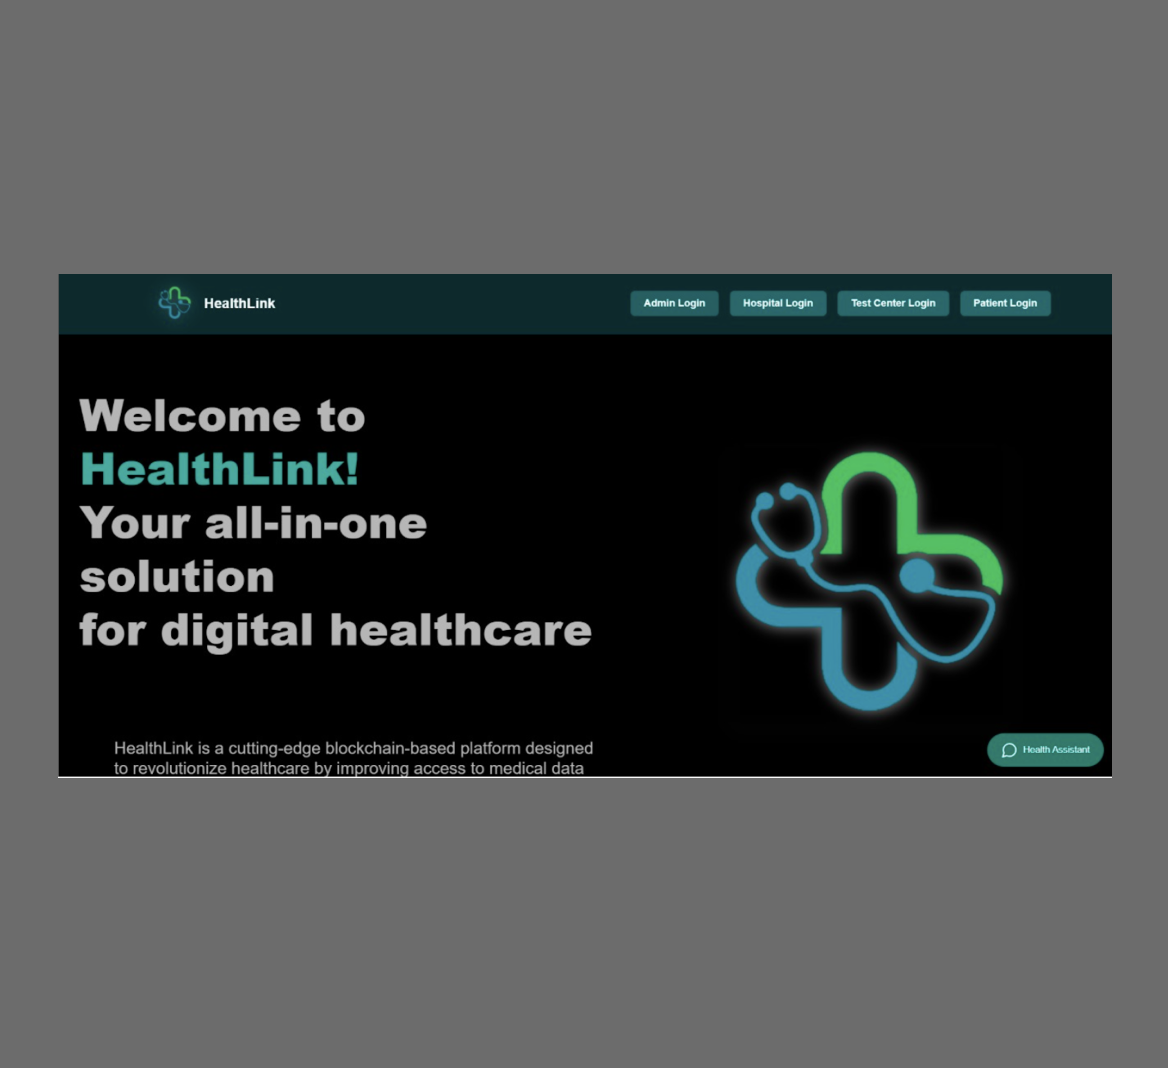 HealthLink
Admin Login
Hospital Login
Test Center Login
Patient Login
Welcome to
HealthLink!
Your all-in-one
solution
for digital healthcare
HealthLink is a cutting-edge blockchain-based platform designed
to revolutionize healthcare by improving access to medical data
Health Assistant